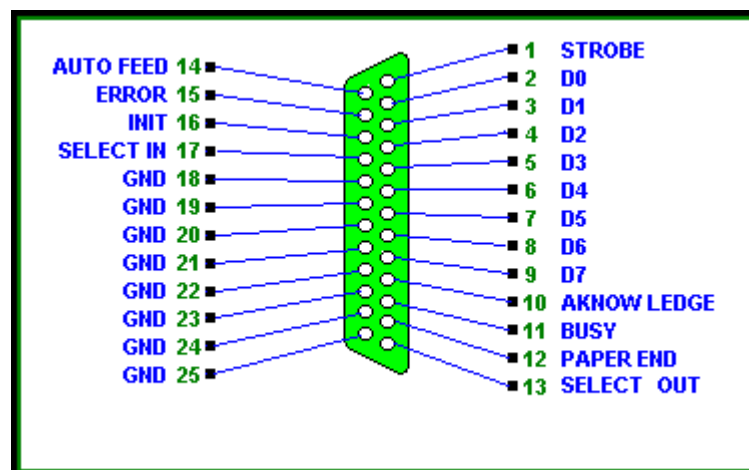 AUTO FEED 14
ERROR 15
INIT 16
SELECT IN 17
GND 18
GND 19
GND 20
GND 21
GND 22
GND 23
GND 24
GND 25
1 STROBE
2 D0
3 D1
4 D2
5 D3
6 D4
7 D5
8 D6
9 D7
10 AKNOW LEDGE
11 BUSY
12 PAPER END
13 SELECT OUT